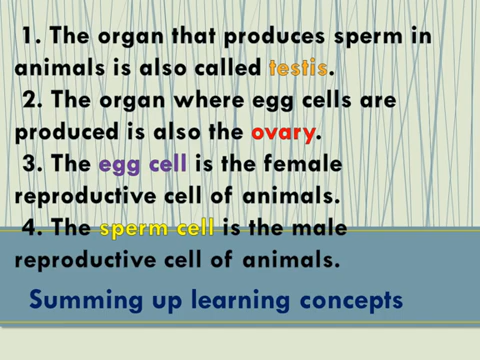 1. The organ that produces sperm in
animals is also called testis.
2. The organ where egg cells are
produced is also the ovary.
3. The egg cell is the female
reproductive cell of animals.
4. The sperm cell is the male
reproductive cell of animals.
Summing up learning concepts